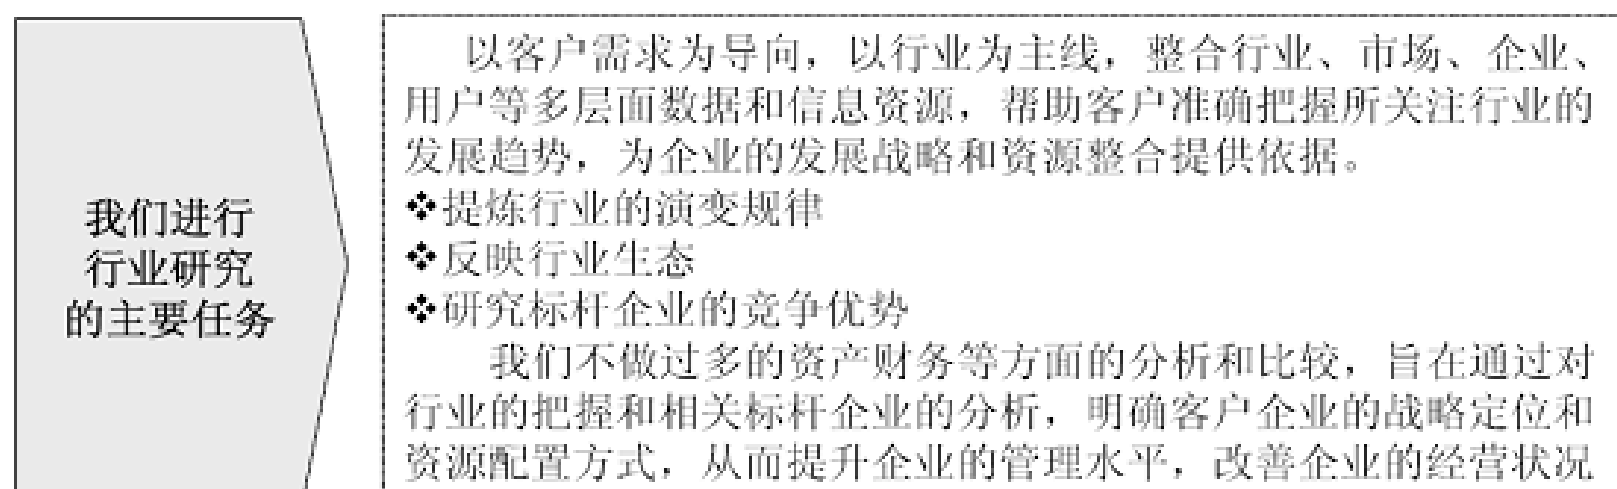 我们进行
行业研究
的主要任务
以客户需求为导向，以行业为主线，整合行业、市场、企业、
用户等多层面数据和信息资源，帮助客户准确把握所关注行业的
发展趋势，为企业的发展战略和资源整合提供依据。
❖提炼行业的演变规律
❖反映行业生态
❖研究标杆企业的竞争优势
我们不做过多的资产财务等方面的分析和比较，旨在通过对
行业的把握和相关标杆企业的分析，明确客户企业的战略定位和
资源配置方式，从而提升企业的管理水平，改善企业的经营状况